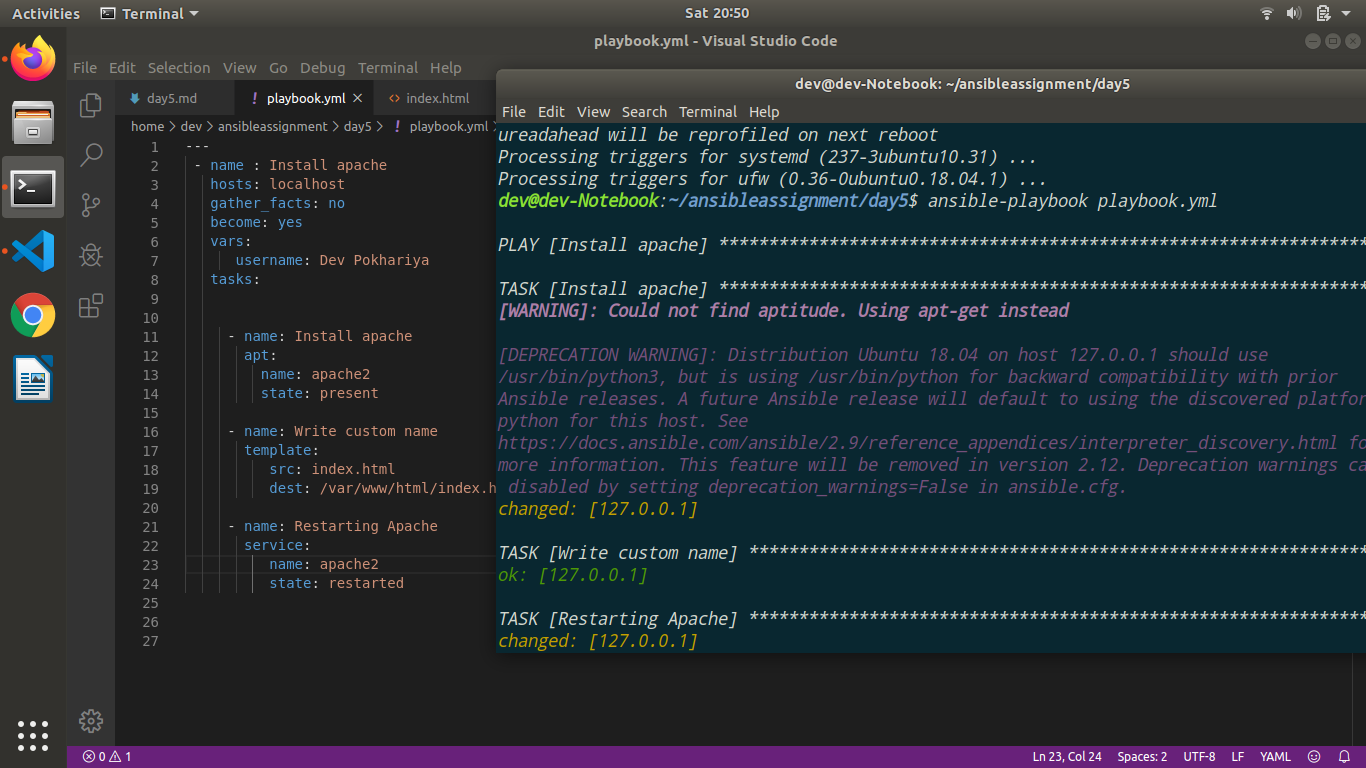 Activities Terminal Sat 20:50
playbook.yml - Visual Studio Code
File Edit Selection View Go Debug Terminal Help
day5.md ! playbook.yml index.html
home > dev > ansibleassignment > day5 > ! playbook.yml >
1 ---
2 - name : Install apache
3 hosts: localhost
4 gather_facts: no
5 become: yes
6 vars:
7 username: Dev Pokhariya
8 tasks:
9
10
11 - name: Install apache
12 apt:
13 name: apache2
14 state: present
15
16 - name: Write custom name
17 template:
18 src: index.html
19 dest: /var/www/html/index.h
20
21 - name: Restarting Apache
22 service:
23 name: apache2
24 state: restarted
25
26
27
dev@dev-Notebook: ~/ansibleassignment/day5
File Edit View Search Terminal Help
ureadahead will be reprofiled on next reboot
Processing triggers for systemd (237-3ubuntu10.31) ...
Processing triggers for ufw (0.36-0ubuntu0.18.04.1) ...
dev@dev-Notebook:~/ansibleassignment/day5$ ansible-playbook playbook.yml
PLAY [Install apache] *****************************************************************
TASK [Install apache] *****************************************************************
[WARNING]: Could not find aptitude. Using apt-get instead
[DEPRECATION WARNING]: Distribution Ubuntu 18.04 on host 127.0.0.1 should use
/usr/bin/python3, but is using /usr/bin/python for backward compatibility with prior
Ansible releases. A future Ansible release will default to using the discovered platfor
python for this host. See
https://docs.ansible.com/ansible/2.9/reference_appendices/interpreter_discovery.html fo
more information. This feature will be removed in version 2.12. Deprecation warnings ca
disabled by setting deprecation_warnings=False in ansible.cfg.
changed: [127.0.0.1]
TASK [Write custom name] **************************************************************
ok: [127.0.0.1]
TASK [Restarting Apache] **************************************************************
changed: [127.0.0.1]
0 1 Ln 23, Col 24 Spaces: 2 UTF-8 LF YAML